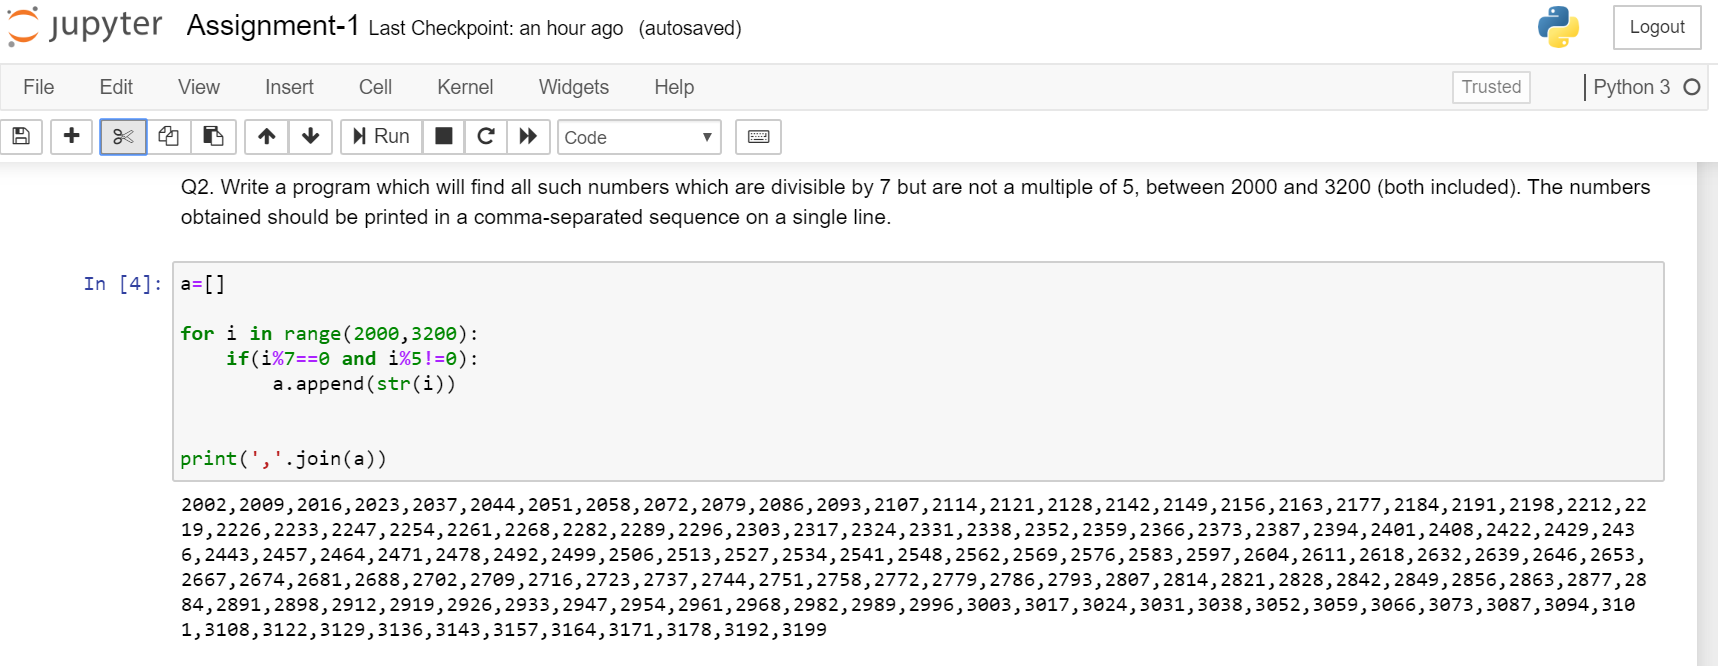 jupyter Assignment-1 Last Checkpoint: an hour ago (autosaved)
Logout
File Edit View Insert Cell Kernel Widgets Help
Trusted
Python 3
Run
Code
Q2. Write a program which will find all such numbers which are divisible by 7 but are not a multiple of 5, between 2000 and 3200 (both included). The numbers
obtained should be printed in a comma-separated sequence on a single line.
In [4]:
a=[]
for i in range(2000,3200):
    if(i%7==0 and i%5!=0):
        a.append(str(i))
print(','.join(a))
2002,2009,2016,2023,2037,2044,2051,2058,2072,2079,2086,2093,2107,2114,2121,2128,2142,2149,2156,2163,2177,2184,2191,2198,2212,22
19,2226,2233,2247,2254,2261,2268,2282,2289,2296,2303,2317,2324,2331,2338,2352,2359,2366,2373,2387,2394,2401,2408,2422,2429,243
6,2443,2457,2464,2471,2478,2492,2499,2506,2513,2527,2534,2541,2548,2562,2569,2576,2583,2597,2604,2611,2618,2632,2639,2646,2653,
2667,2674,2681,2688,2702,2709,2716,2723,2737,2744,2751,2758,2772,2779,2786,2793,2807,2814,2821,2828,2842,2849,2856,2863,2877,28
84,2891,2898,2912,2919,2926,2933,2947,2954,2961,2968,2982,2989,2996,3003,3017,3024,3031,3038,3052,3059,3066,3073,3087,3094,310
1,3108,3122,3129,3136,3143,3157,3164,3171,3178,3192,3199